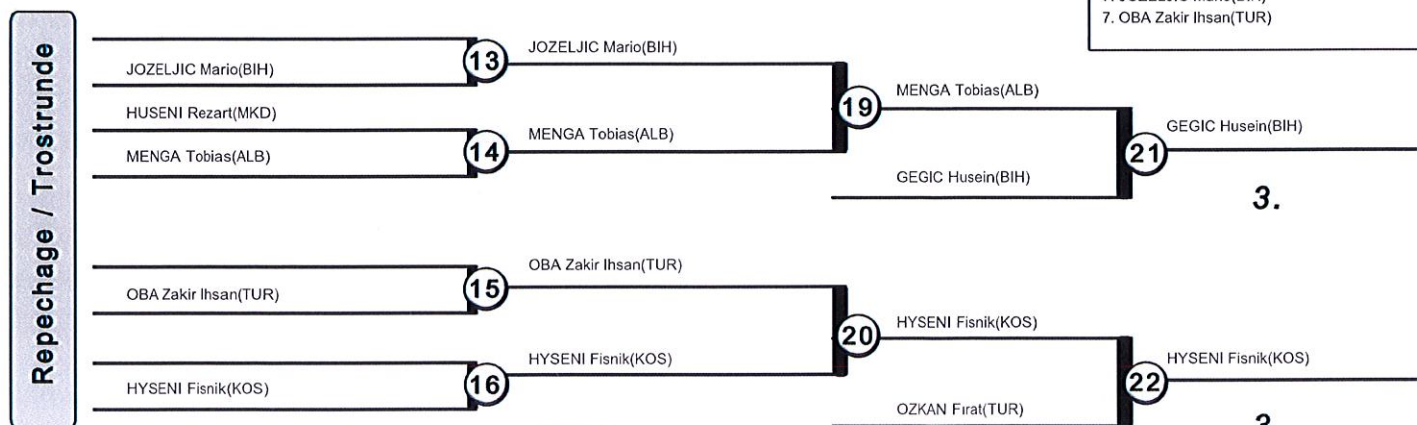 7. OBA Zakir Ihsan(TUR)
Repechage / Trostrunde
JOZELJIC Mario(BIH)
13
JOZELJIC Mario(BIH)
HUSENI Rezart(MKD)
14
MENGA Tobias(ALB)
MENGA Tobias(ALB)
19
MENGA Tobias(ALB)
GEGIC Husein(BIH)
21
GEGIC Husein(BIH)
3.
OBA Zakir Ihsan(TUR)
15
OBA Zakir Ihsan(TUR)
HYSENI Fisnik(KOS)
16
HYSENI Fisnik(KOS)
20
HYSENI Fisnik(KOS)
OZKAN Fırat(TUR)
22
HYSENI Fisnik(KOS)
3.